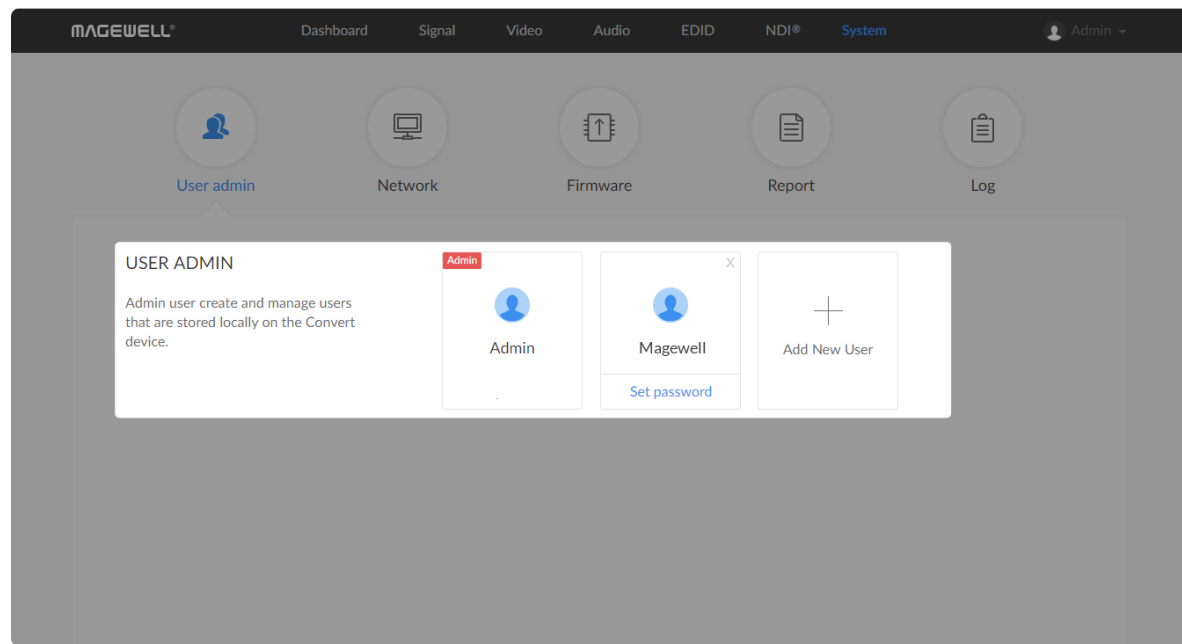 MAGEWELL®
Dashboard Signal Video Audio EDID NDI® System Admin
User admin Network Firmware Report Log
USER ADMIN
Admin user create and manage users
that are stored locally on the Convert
device.
Admin
Admin
X
Magewell
Set password
Add New User